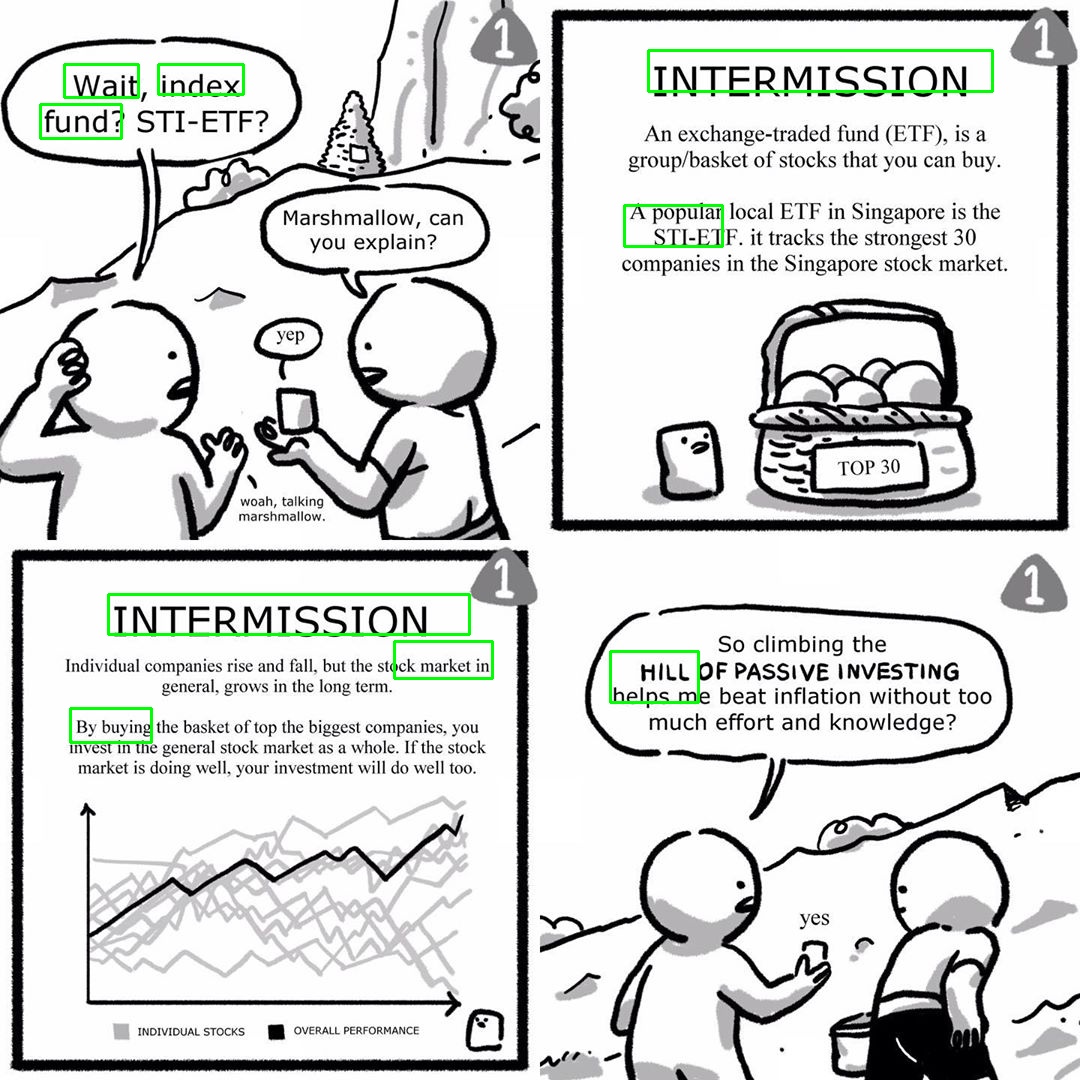 1
Wait, index
fund? STI-ETF?
Marshmallow, can
you explain?
yep
woah, talking
marshmallow.
1
INTERMISSION
An exchange-traded fund (ETF), is a
group/basket of stocks that you can buy.
A popular local ETF in Singapore is the
STI-ETF. it tracks the strongest 30
companies in the Singapore stock market.
TOP 30
1
INTERMISSION
Individual companies rise and fall, but the stock market in
general, grows in the long term.
By buying the basket of top the biggest companies, you
invest in the general stock market as a whole. If the stock
market is doing well, your investment will do well too.
INDIVIDUAL STOCKS
OVERALL PERFORMANCE
1
So climbing the
HILL OF PASSIVE INVESTING
helps me beat inflation without too
much effort and knowledge?
yes